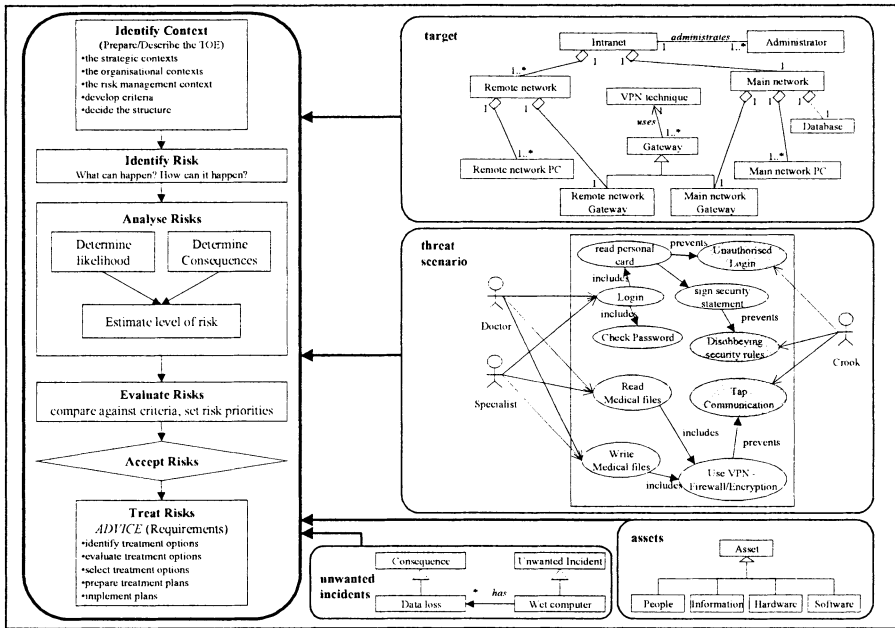 Identify Context
(Prepare/Describe the TOE)
•the strategic contexts
•the organisational contexts
•the risk management context
•develop criteria
•decide the structure
Identify Risk
What can happen? How can it happen?
Analyse Risks
Determine
likelihood
Determine
Consequences
Estimate level of risk
Evaluate Risks
compare against criteria, set risk priorities
Accept Risks
Treat Risks
ADVICE (Requirements)
•identify treatment options
•evaluate treatment options
•select treatment options
•prepare treatment plans
•implement plans
target
Intranet
administrates
Administrator
1
1..*
1
1
1..*
1
Remote network
Main network
1
1
1
1
1
VPN technique
1
uses
1..*
Gateway
1
Database
1..*
Remote network PC
1..*
Main network PC
1
1
Remote network
Gateway
Main network
Gateway
threat
scenario
read personal
card
prevents
Unauthorised
Login
includes
Login
sign security
statement
include
Check Password
prevents
Disobbeying
security rules
Doctor
Crook
Specialist
Read
Medical files
Tap
Communication
includes
prevents
Write
Medical files
includes
Use VPN -
Firewall/Encryption
unwanted
incidents
Consequence
Unwanted Incident
Data loss
*
has
Wet computer
assets
Asset
People
Information
Hardware
Software